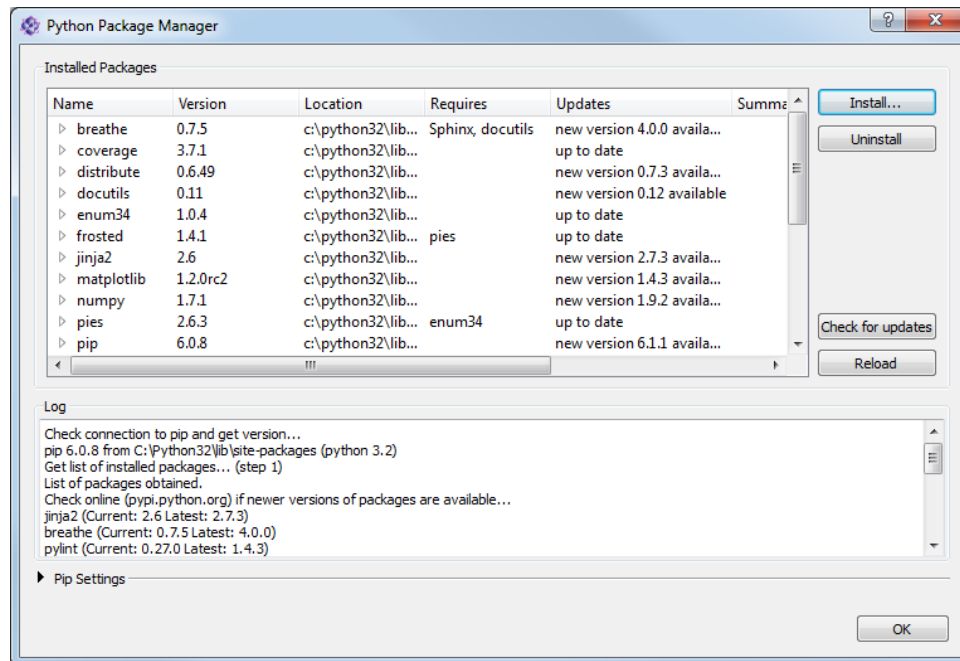 Python Package Manager
Installed Packages
Name Version Location Requires Updates Summa
breathe 0.7.5 c:\python32\lib... Sphinx, docutils new version 4.0.0 availa...
coverage 3.7.1 c:\python32\lib... up to date
distribute 0.6.49 c:\python32\lib... new version 0.7.3 availa...
docutils 0.11 c:\python32\lib... new version 0.12 available
enum34 1.0.4 c:\python32\lib... up to date
frosted 1.4.1 c:\python32\lib... pies up to date
jinja2 2.6 c:\python32\lib... new version 2.7.3 availa...
matplotlib 1.2.0rc2 c:\python32\lib... new version 1.4.3 availa...
numpy 1.7.1 c:\python32\lib... new version 1.9.2 availa...
pies 2.6.3 c:\python32\lib... enum34 up to date
pip 6.0.8 c:\python32\lib... new version 6.1.1 availa...
Install...
Uninstall
Check for updates
Reload
Log
Check connection to pip and get version...
pip 6.0.8 from C:\Python32\lib\site-packages (python 3.2)
Get list of installed packages... (step 1)
List of packages obtained.
Check online (pypi.python.org) if newer versions of packages are available...
jinja2 (Current: 2.6 Latest: 2.7.3)
breathe (Current: 0.7.5 Latest: 4.0.0)
pylint (Current: 0.27.0 Latest: 1.4.3)
Pip Settings
OK